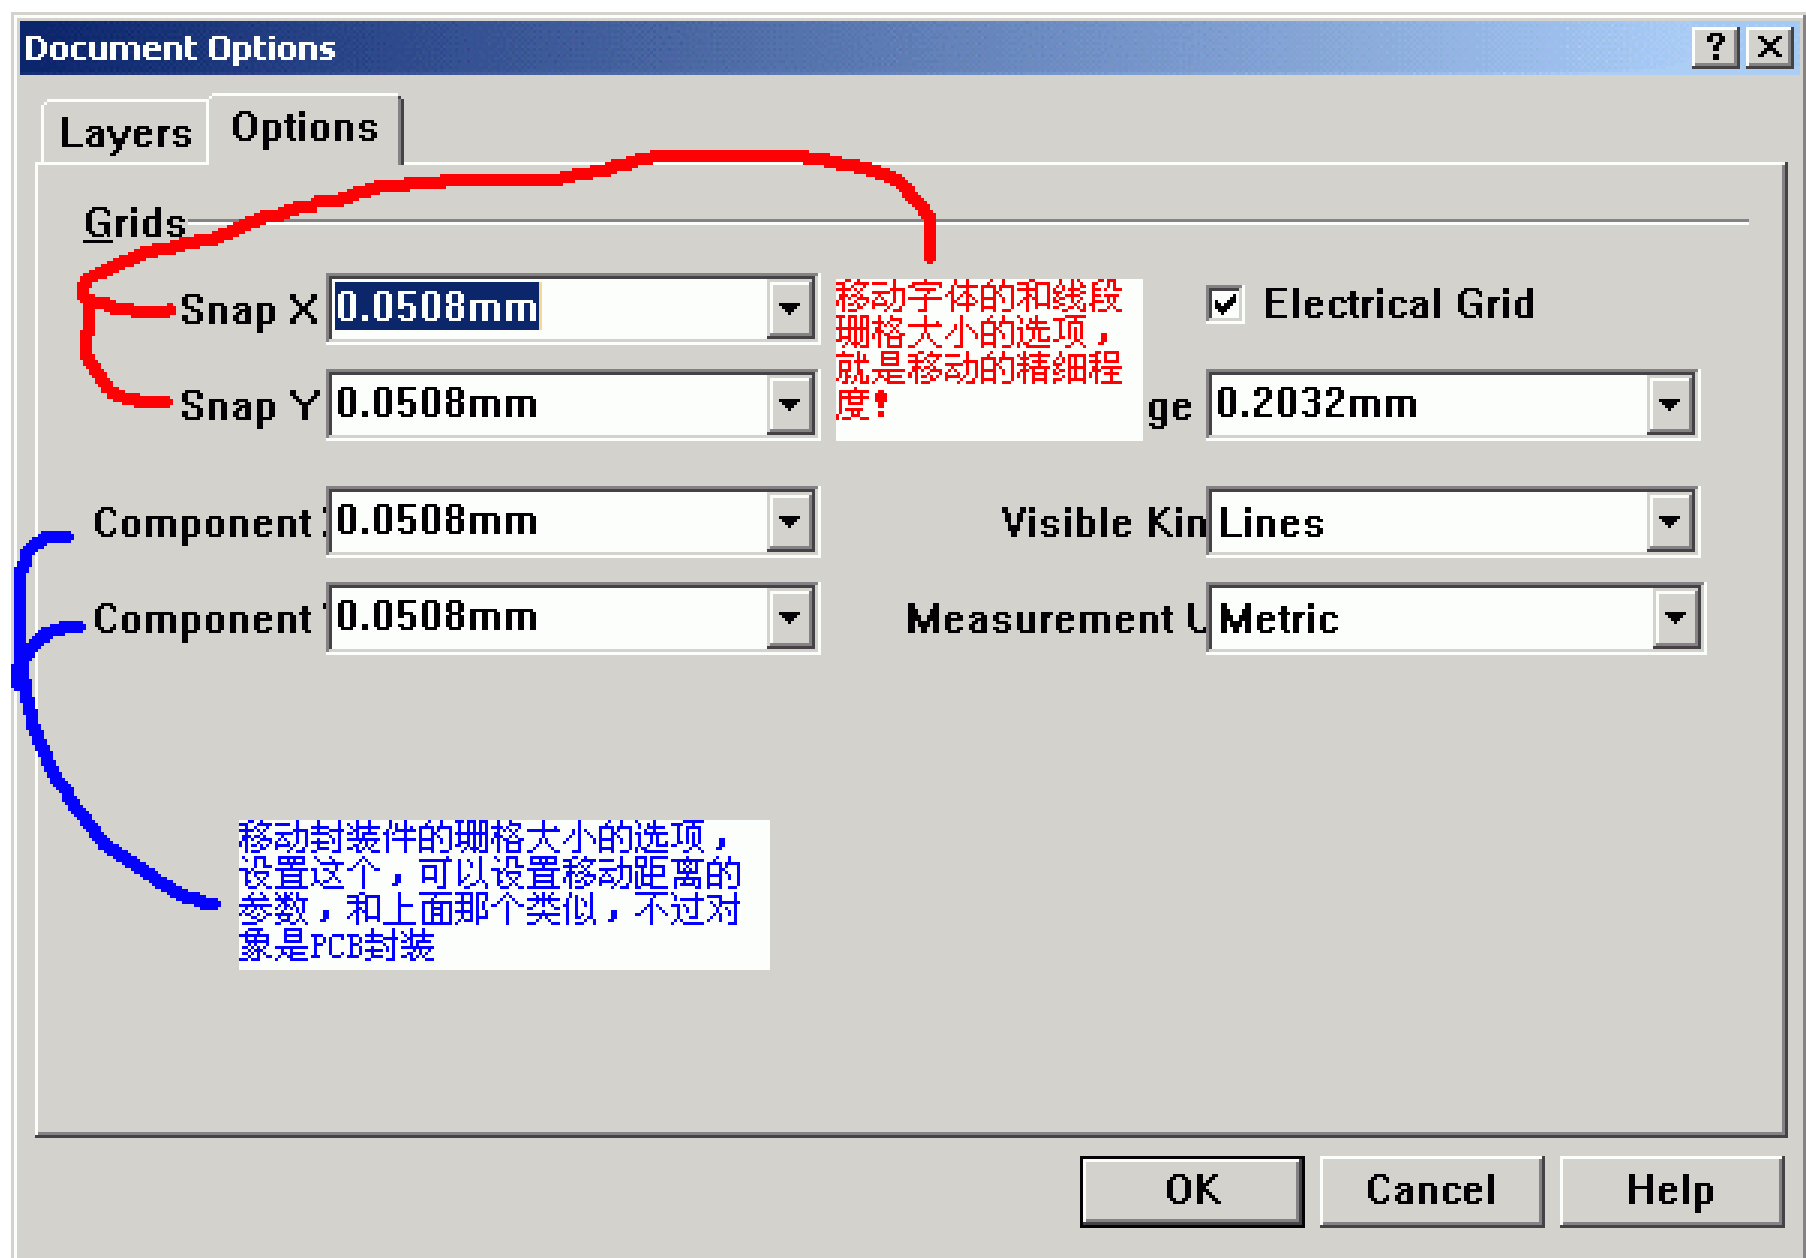 Document Options
Layers
Options
Grids
Snap X
0.0508mm
移动字体的和线段
珊格大小的选项，
就是移动的精细程
度！
Electrical Grid
Snap Y
0.0508mm
ge
0.2032mm
Component
0.0508mm
Visible Kin
Lines
Component
0.0508mm
Measurement U
Metric
移动封装件的珊格大小的选项，
设置这个，可以设置移动距离的
参数，和上面那个类似，不过对
象是PCB封装
OK
Cancel
Help